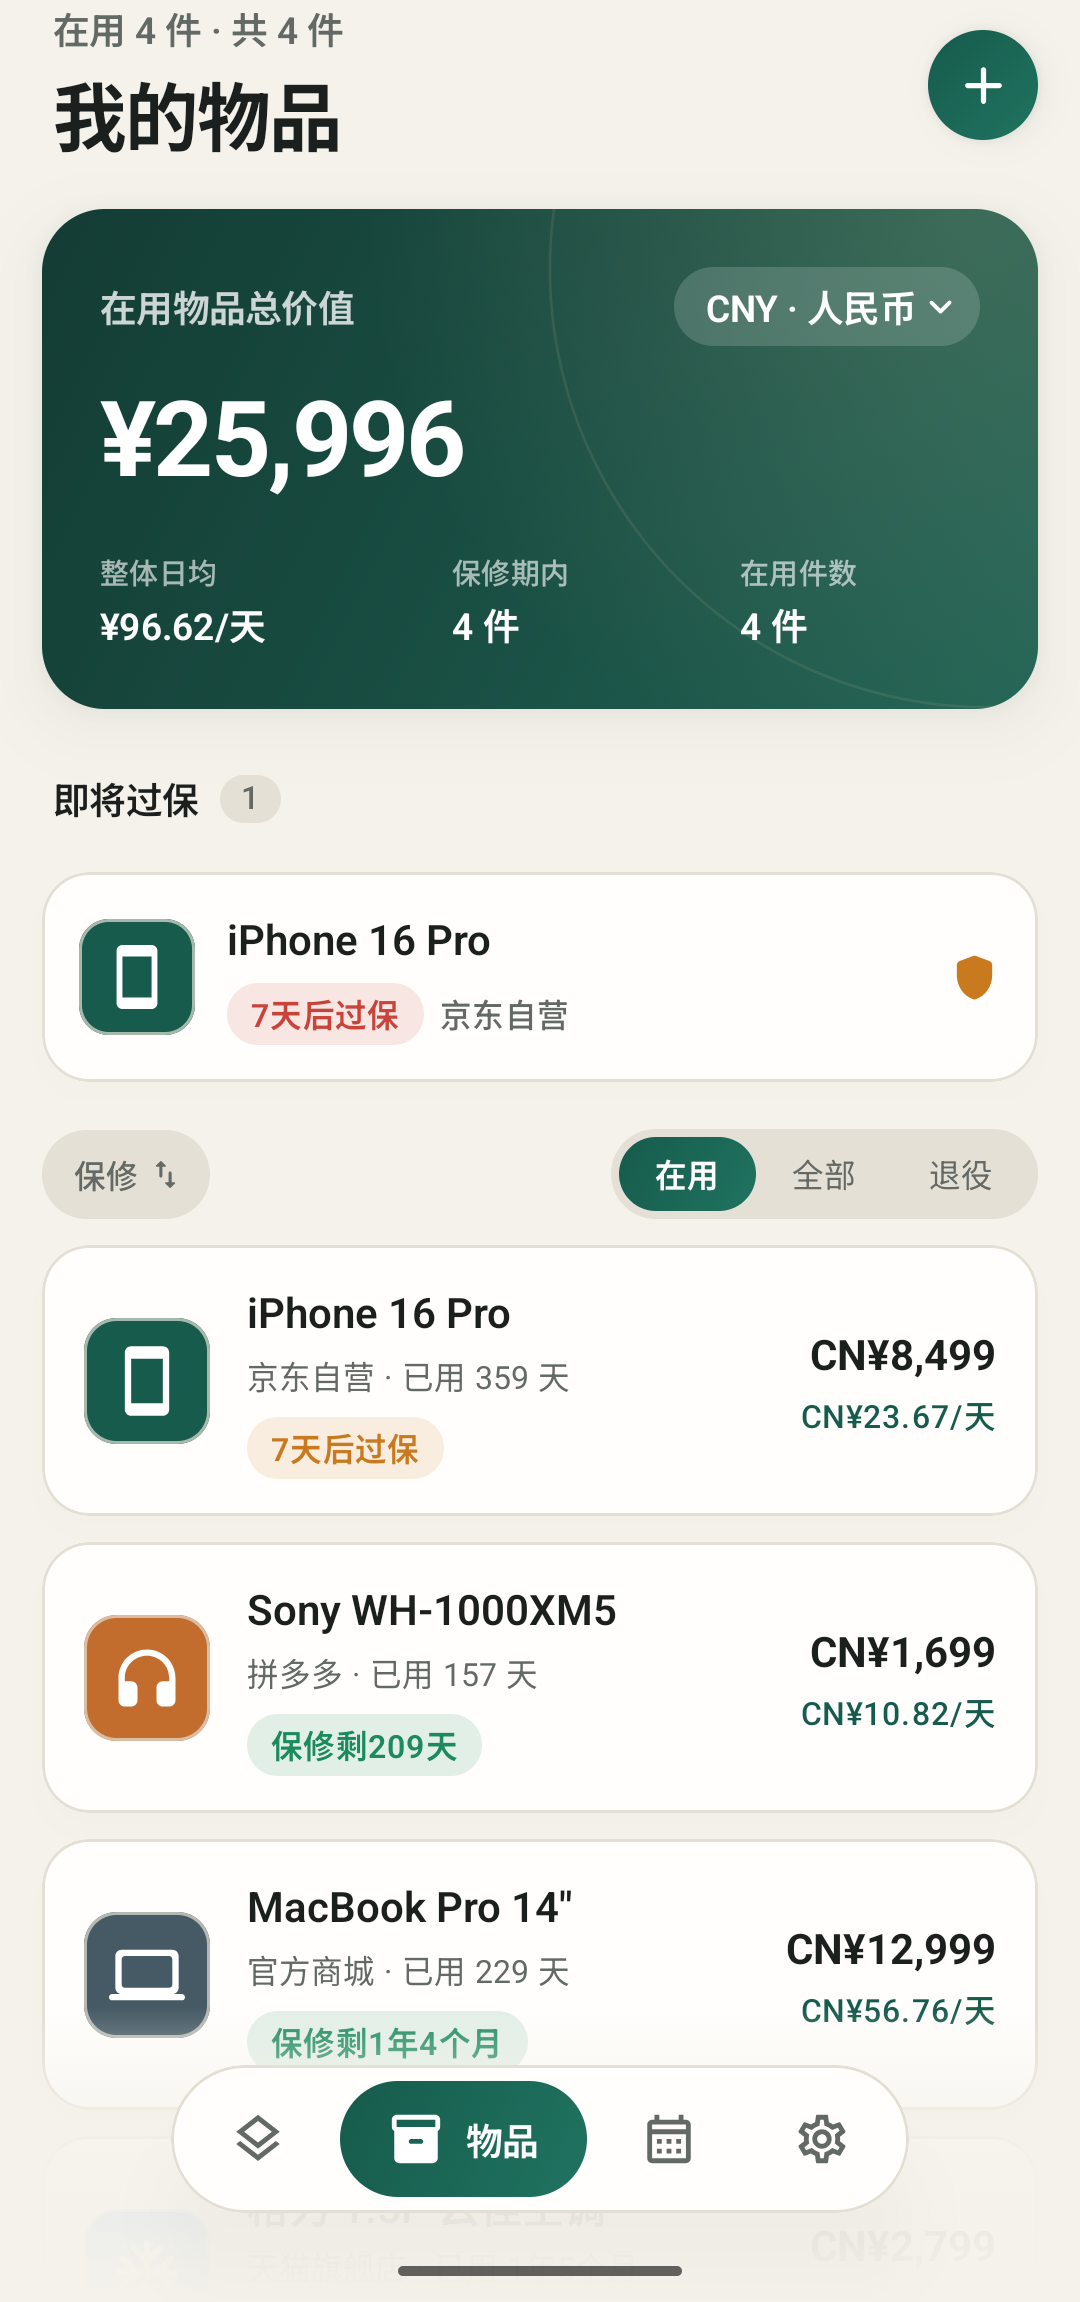 在用 4 件 · 共 4 件
我的物品
在用物品总价值
CNY · 人民币
¥25,996
整体日均
保修期内
在用件数
¥96.62/天
4 件
4 件
即将过保
1
iPhone 16 Pro
7天后过保
京东自营
保修
在用
全部
退役
iPhone 16 Pro
京东自营 · 已用 359 天
7天后过保
CN¥8,499
CN¥23.67/天
Sony WH-1000XM5
拼多多 · 已用 157 天
保修剩209天
CN¥1,699
CN¥10.82/天
MacBook Pro 14"
官方商城 · 已用 229 天
保修剩1年4个月
CN¥12,999
CN¥56.76/天
物品
CN¥2,799